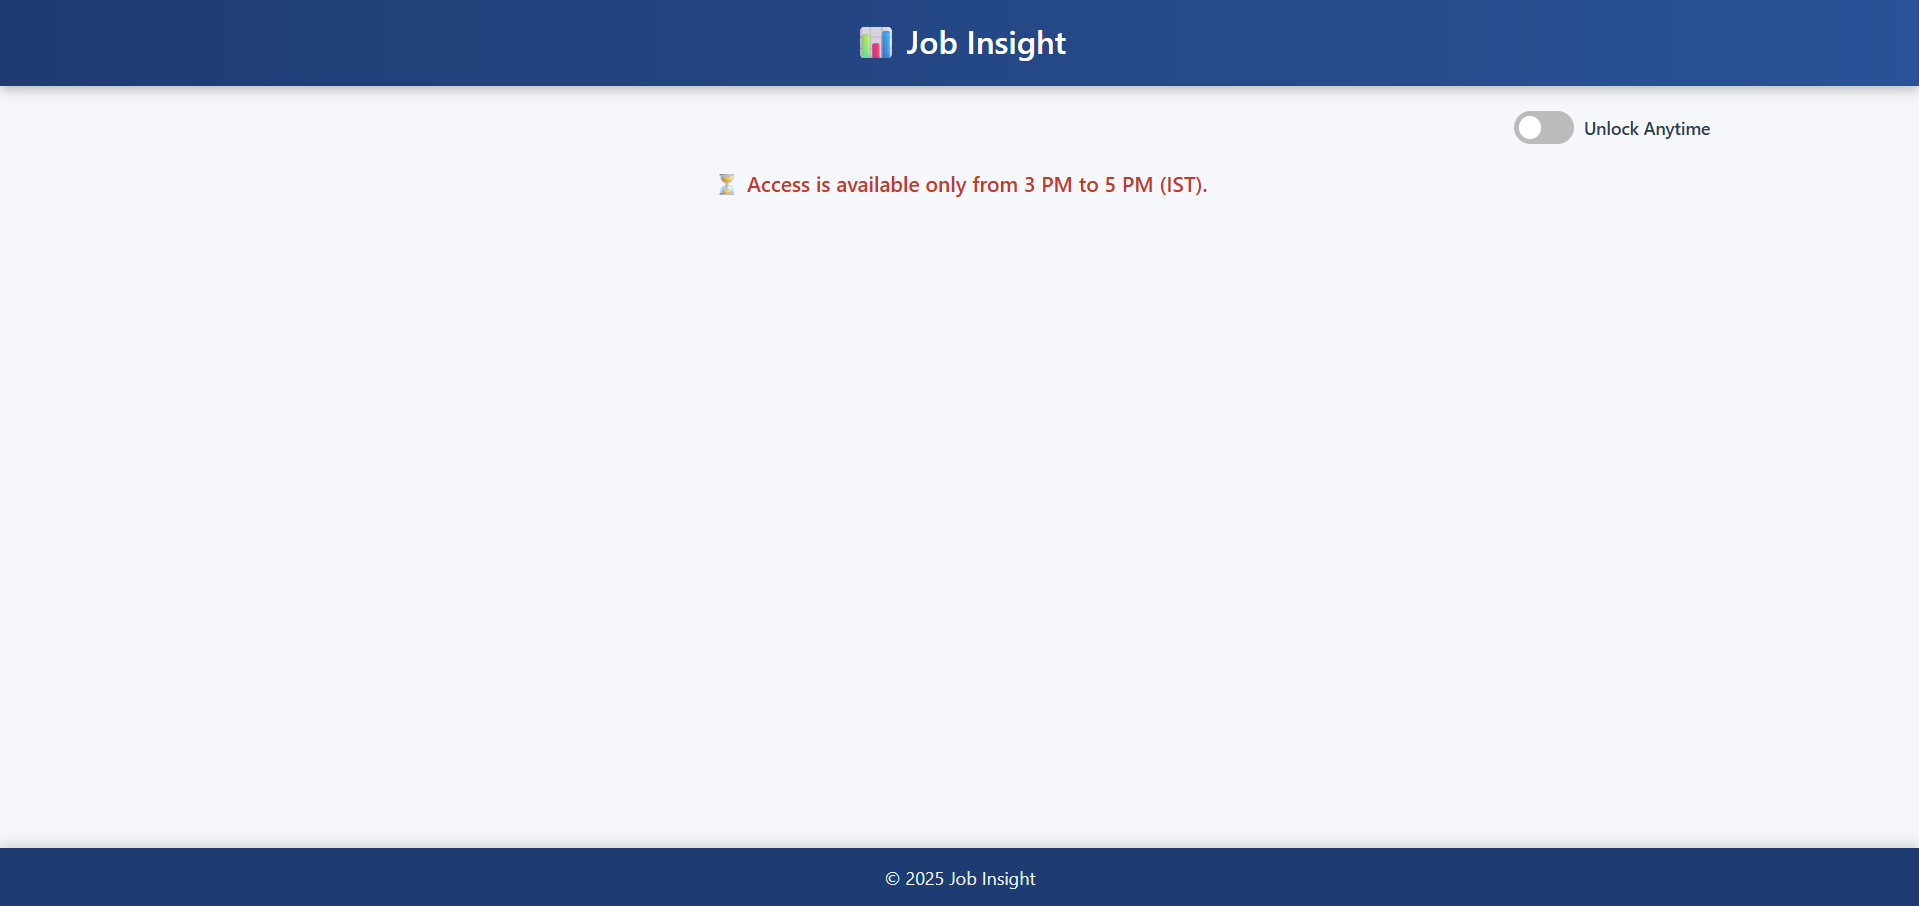 Job Insight
Unlock Anytime
Access is available only from 3 PM to 5 PM (IST).
© 2025 Job Insight